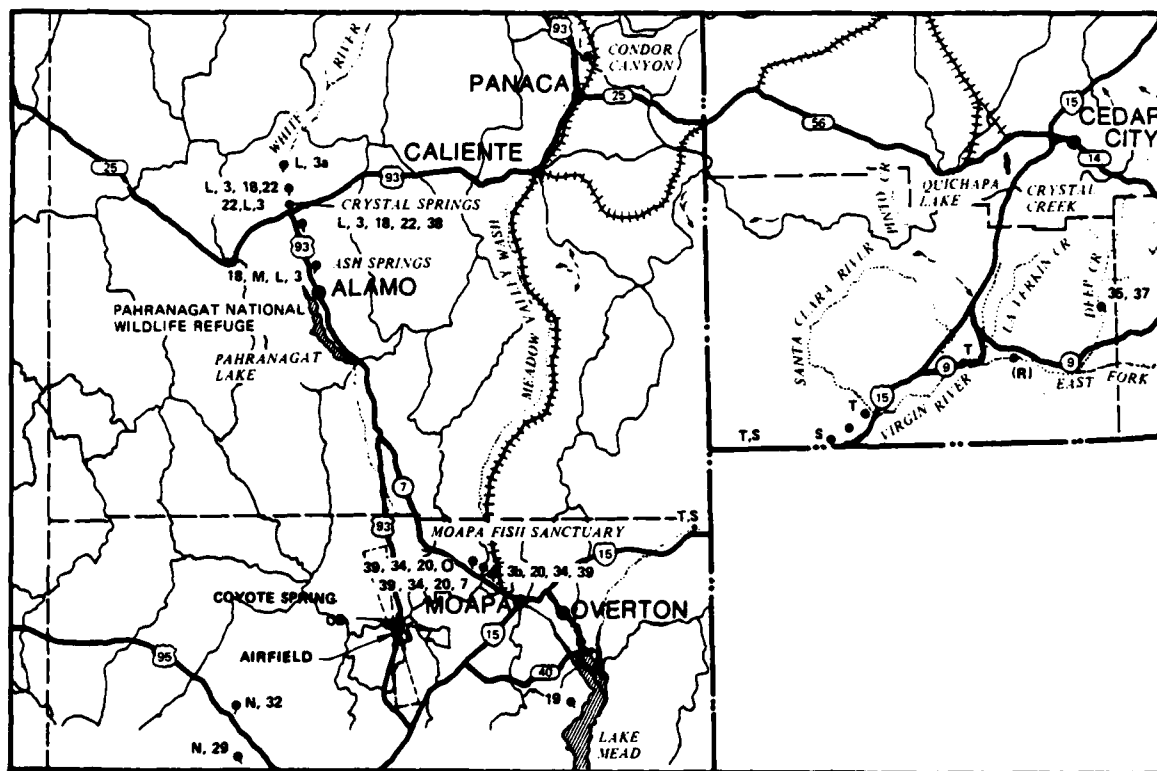 93
I
CONDOR
CANYON
PANACA
25
WHITE RIVER
56
15
CEDAR
CITY
14
CALIENTE
25
L, 3a
93
L, 3, 18,22
22,L,3
CRYSTAL SPRINGS
L, 3, 18, 22, 38
PINTO CR
QUICHAPA
LAKE
CRYSTAL
CREEK
93
ASH SPRINGS
18, M, L, 3
ALAMO
PAHRANAGAT NATIONAL
WILDLIFE REFUGE
PAHRANAGAT
LAKE
MEADOW VALLEY WASH
SANTA CLARA RIVER
LA VERKIN CR
DEEP CR
35, 37
T
9
(R)
9
EAST FORK
15
VIRGIN RIVER
T
S
T,S
7
93
MOAPA FISH SANCTUARY
T,S
15
39, 34, 20, O
3b, 20, 34, 39
39, 34, 20, 7
COYOTE SPRING
MOAPA
OVERTON
15
AIRFIELD
95
40
N, 32
19
N, 29
LAKE
MEAD